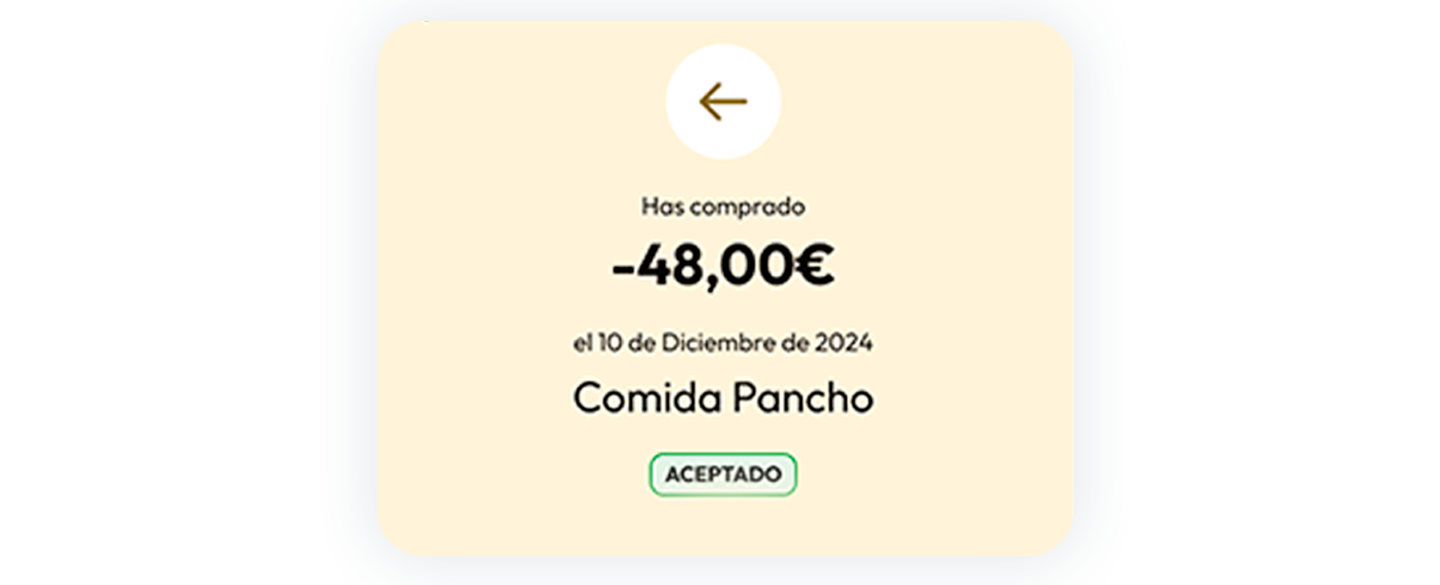 Has comprado
-48,00€
el 10 de Diciembre de 2024
Comida Pancho
ACEPTADO